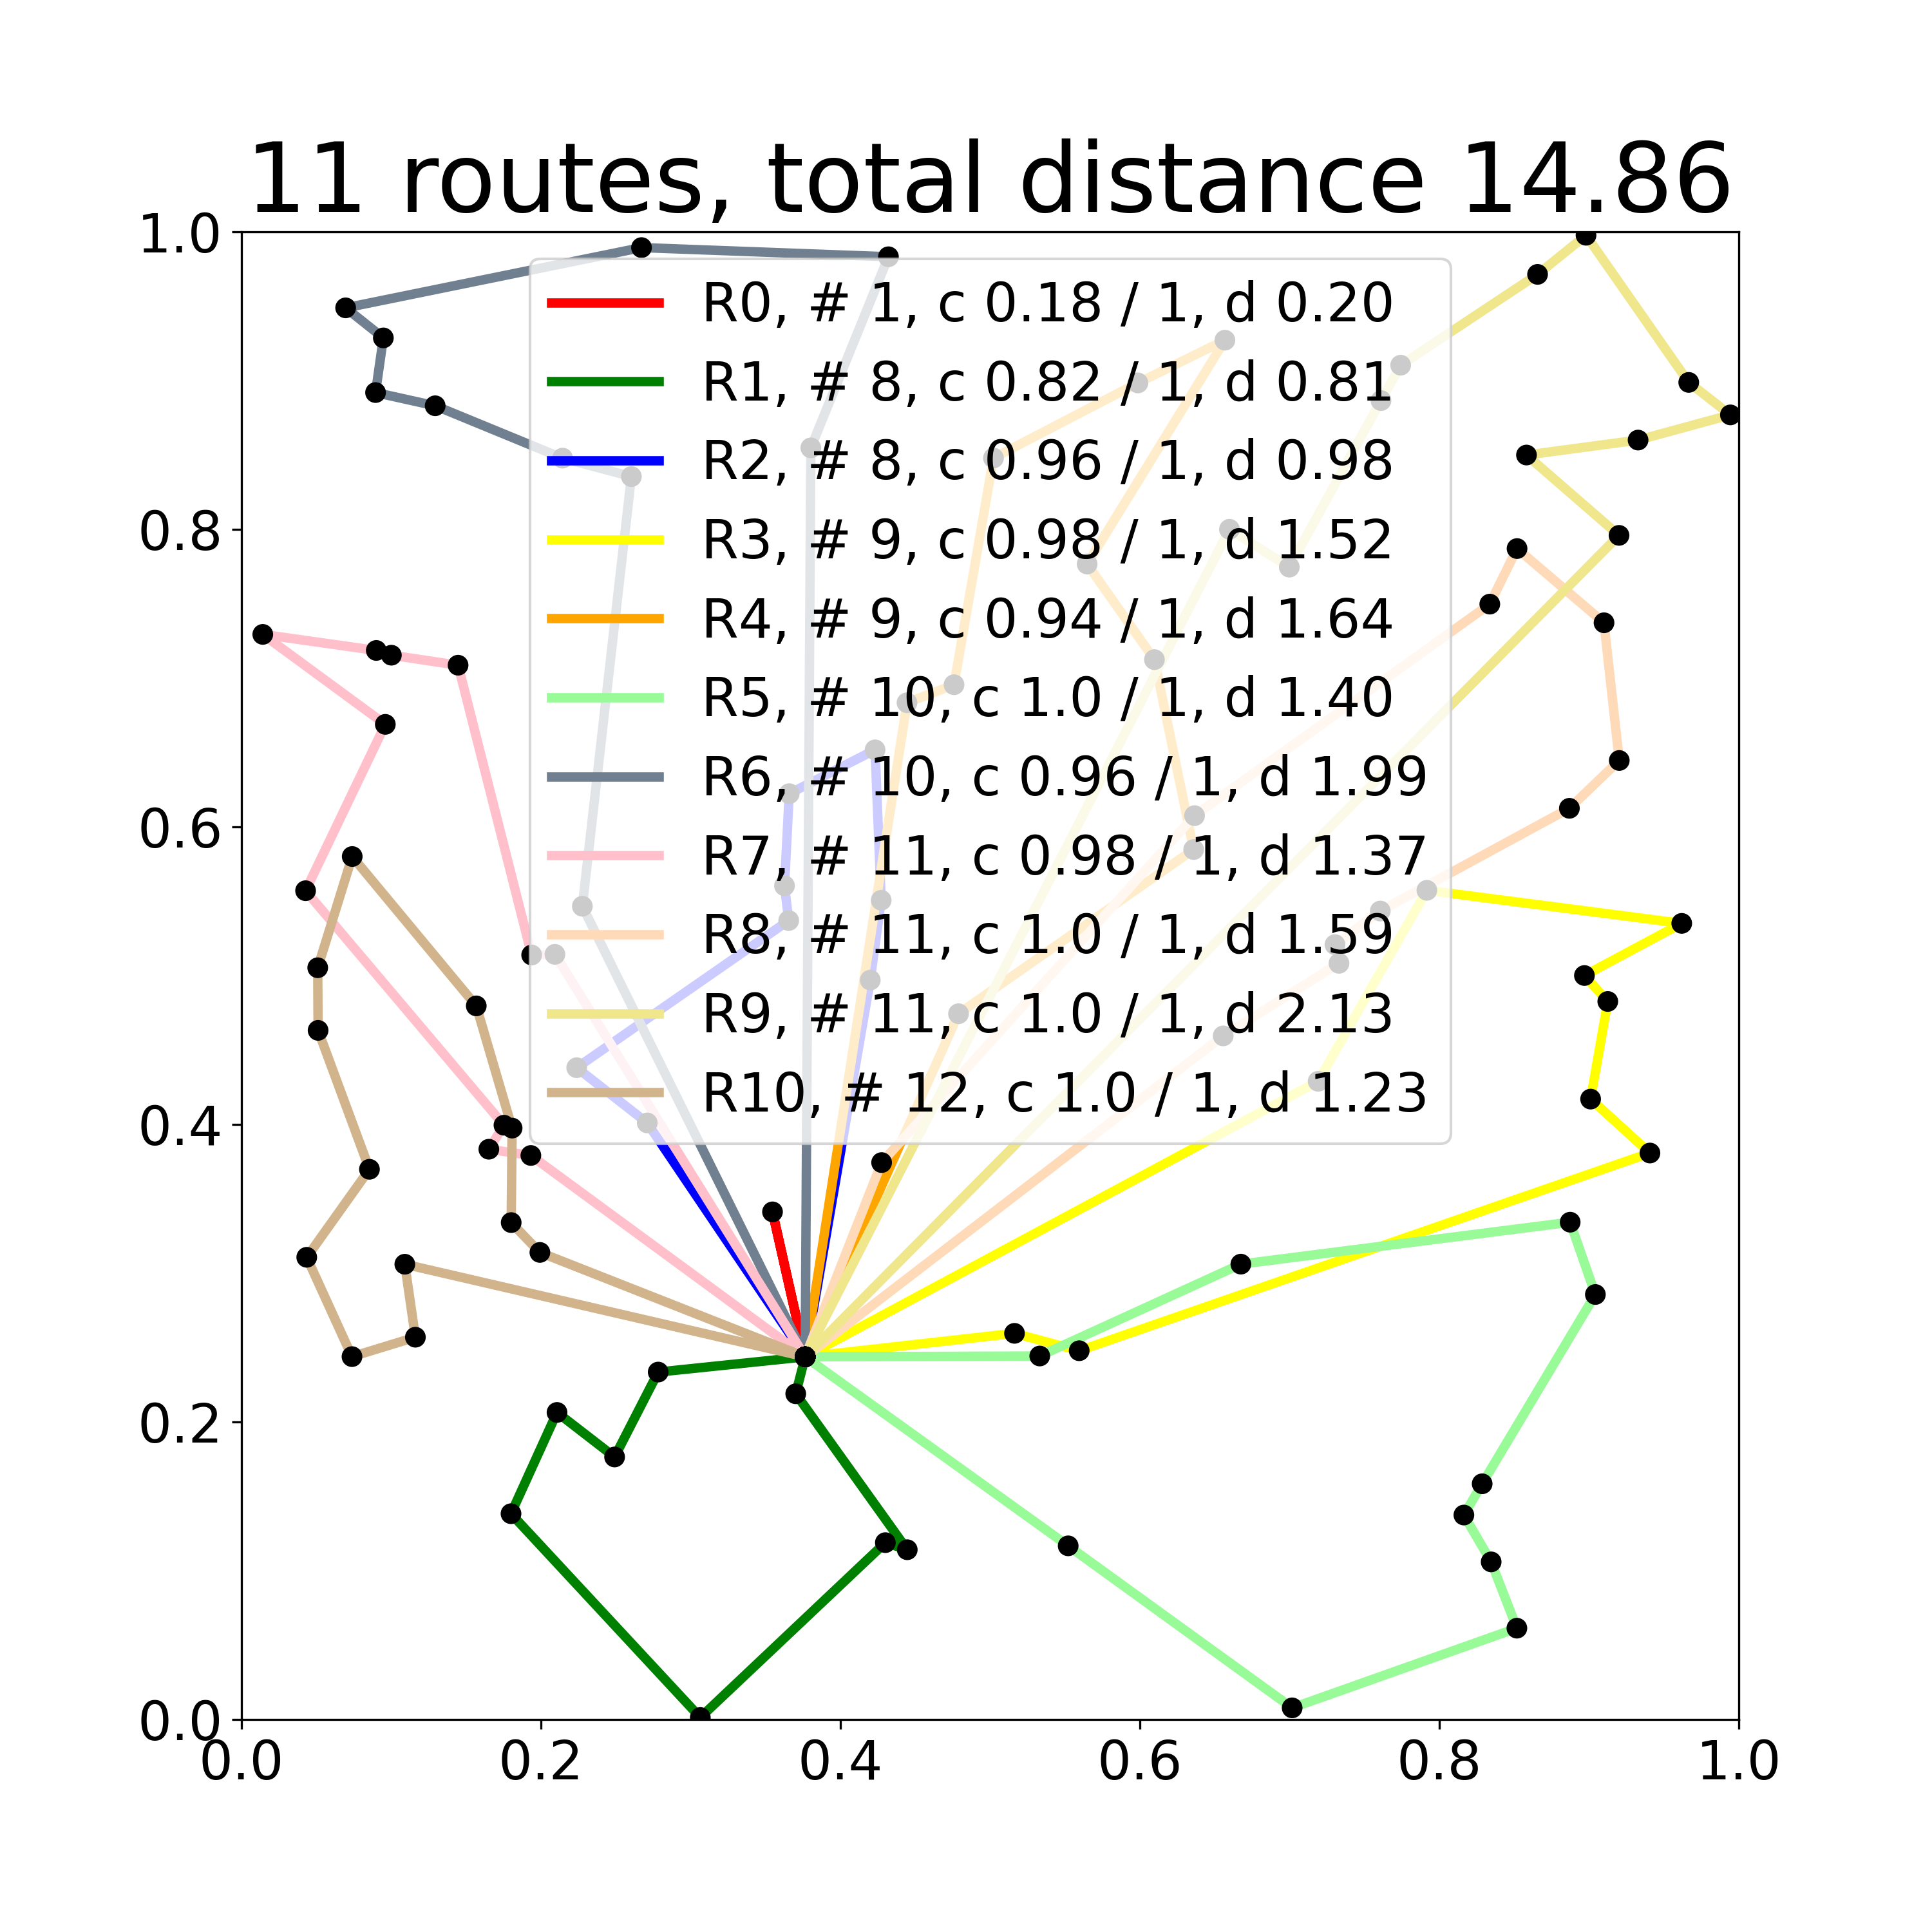 11 routes, total distance 14.86
1.0
0.8
0.6
0.4
0.2
0.0
R0, # 1, c 0.18 / 1, d 0.20
R1, # 8, c 0.82 / 1, d 0.81
R2, # 8, c 0.96 / 1, d 0.98
R3, # 9, c 0.98 / 1, d 1.52
R4, # 9, c 0.94 / 1, d 1.64
R5, # 10, c 1.0 / 1, d 1.40
R6, # 10, c 0.96 / 1, d 1.99
R7, # 11, c 0.98 / 1, d 1.37
R8, # 11, c 1.0 / 1, d 1.59
R9, # 11, c 1.0 / 1, d 2.13
R10, # 12, c 1.0 / 1, d 1.23
0.0 0.2 0.4 0.6 0.8 1.0